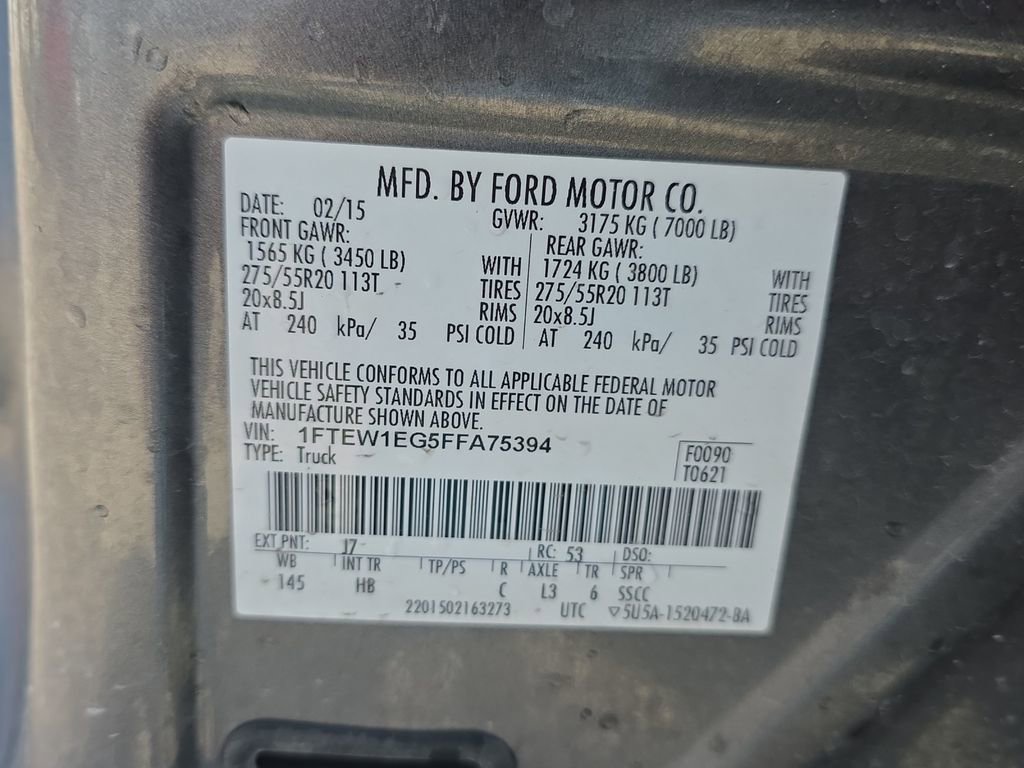 MFD. BY FORD MOTOR CO.
DATE: 02/15 GVWR: 3175 KG ( 7000 LB)
FRONT GAWR: REAR GAWR:
1565 KG ( 3450 LB) WITH 1724 KG ( 3800 LB) WITH
275/55R20 113T TIRES 275/55R20 113T TIRES
20x8.5J RIMS 20x8.5J RIMS
AT 240 kPa/ 35 PSI COLD AT 240 kPa/ 35 PSI COLD
THIS VEHICLE CONFORMS TO ALL APPLICABLE FEDERAL MOTOR
VEHICLE SAFETY STANDARDS IN EFFECT ON THE DATE OF
MANUFACTURE SHOWN ABOVE.
VIN: 1FTEW1EG5FFA75394 F0090
TYPE: Truck T0621
EXT PNT: J7 RC: 53 DSO:
WB INT TR TP/PS R AXLE TR SPR
145 HB C L3 6 SSCC
2201502163273 UTC ▽5U5A-1520472-BA